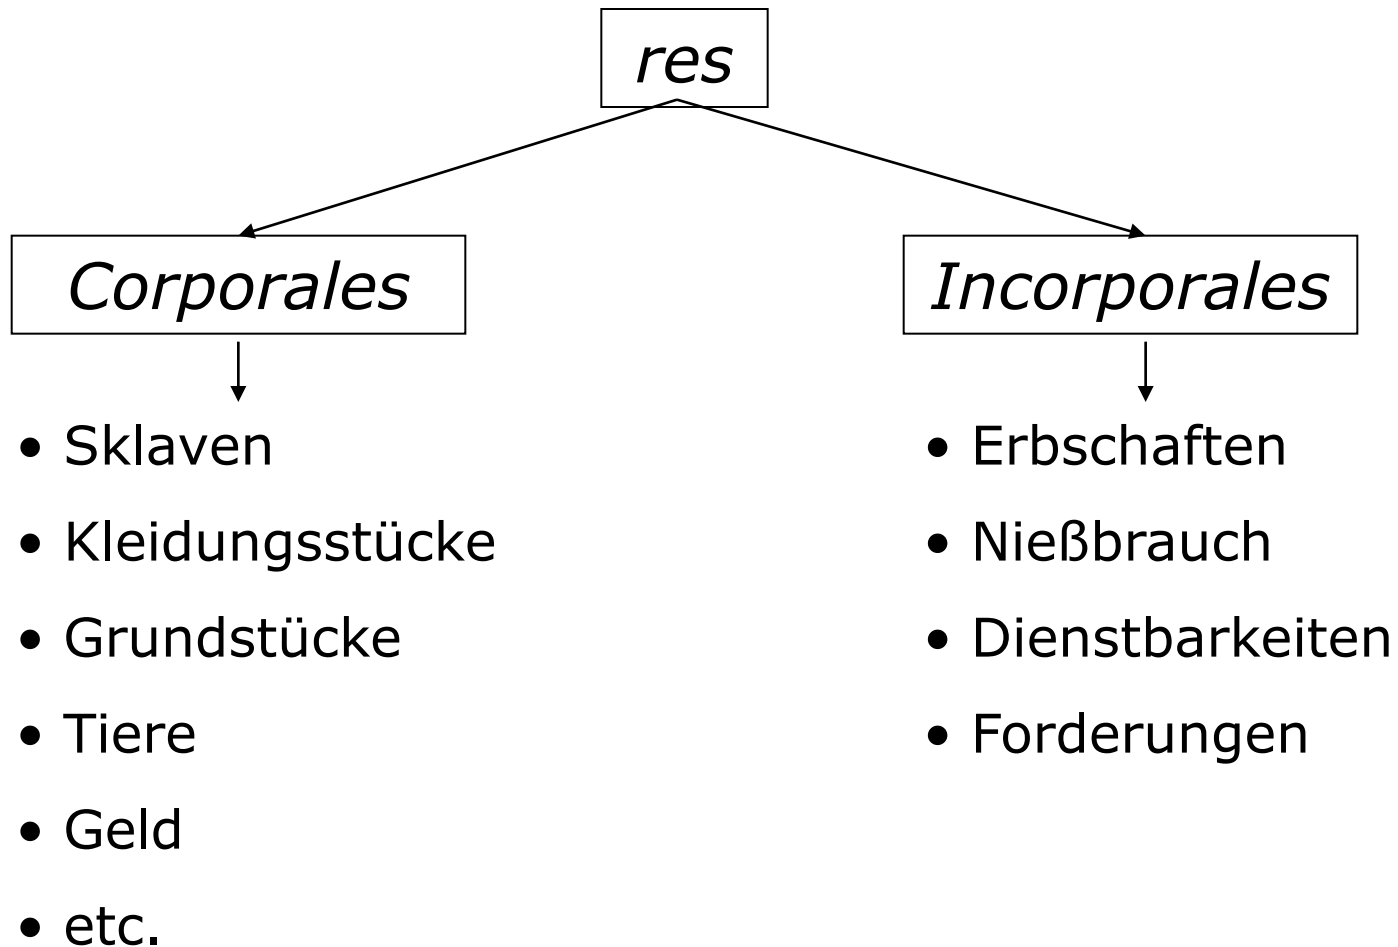 res
Corporales
Incorporales
• Sklaven
• Kleidungsstücke
• Grundstücke
• Tiere
• Geld
• etc.
• Erbschaften
• Nießbrauch
• Dienstbarkeiten
• Forderungen